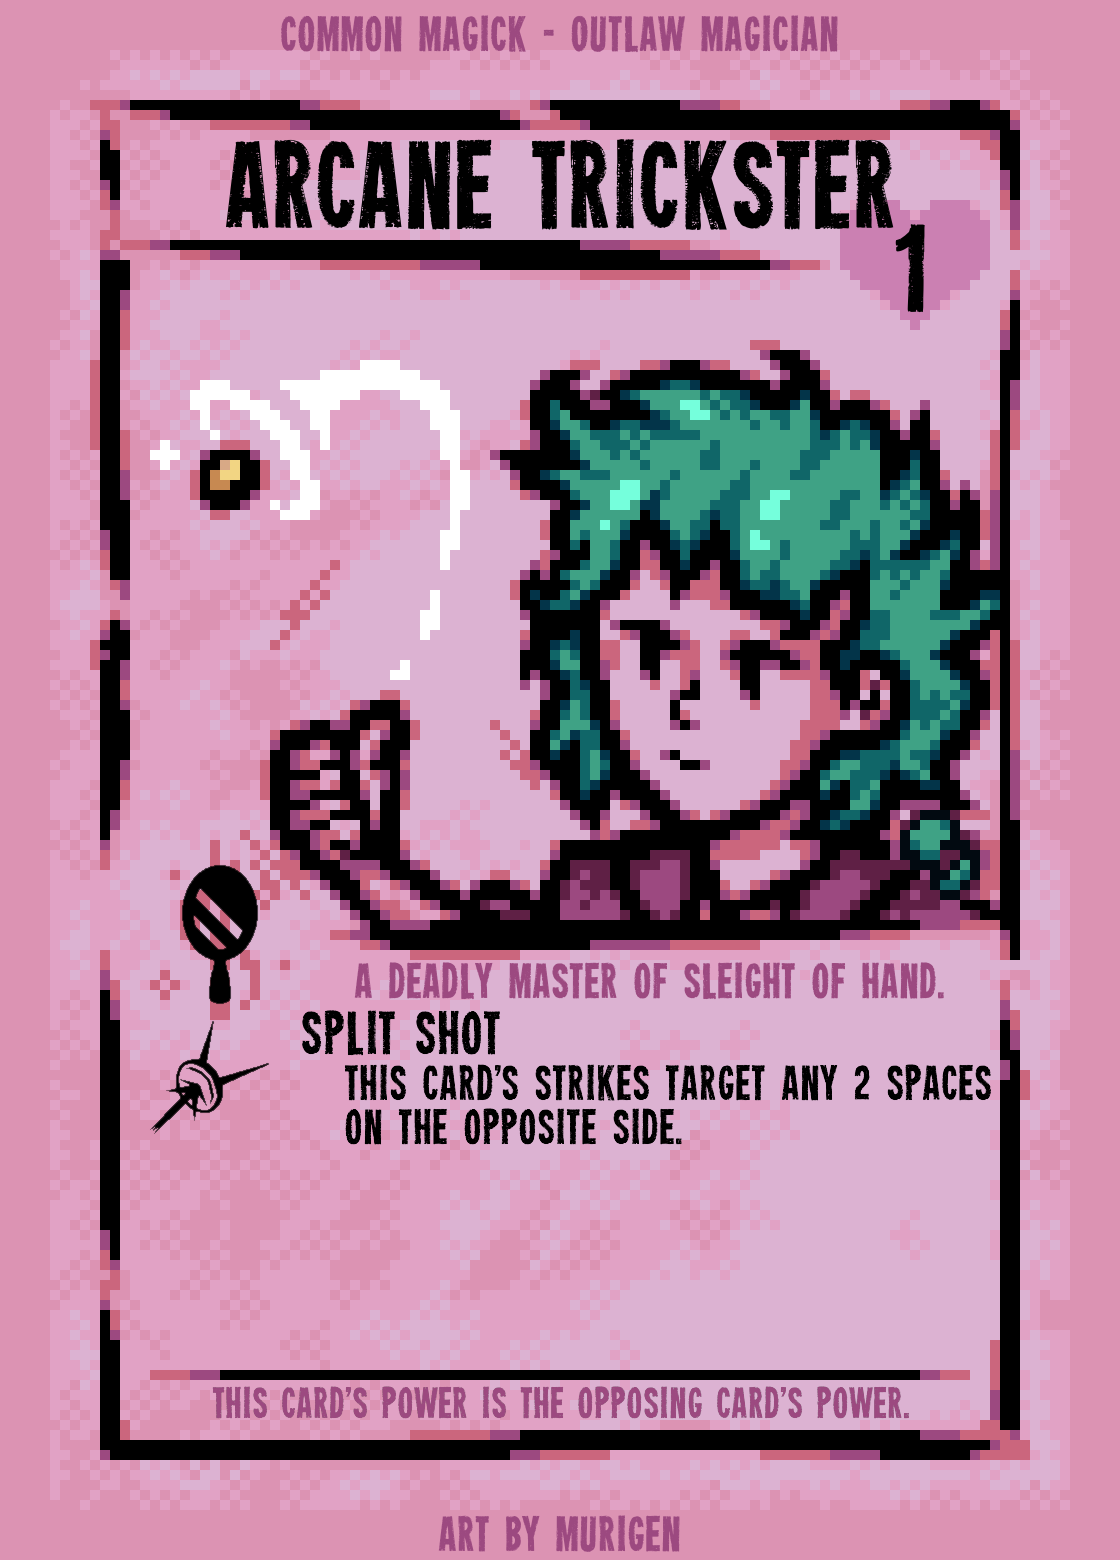 COMMON MAGICK - OUTLAW MAGICIAN
ARCANE TRICKSTER
1
A DEADLY MASTER OF SLEIGHT OF HAND.
SPLIT SHOT
THIS CARD'S STRIKES TARGET ANY 2 SPACES
ON THE OPPOSITE SIDE.
THIS CARD'S POWER IS THE OPPOSING CARD'S POWER.
ART BY MURIGEN